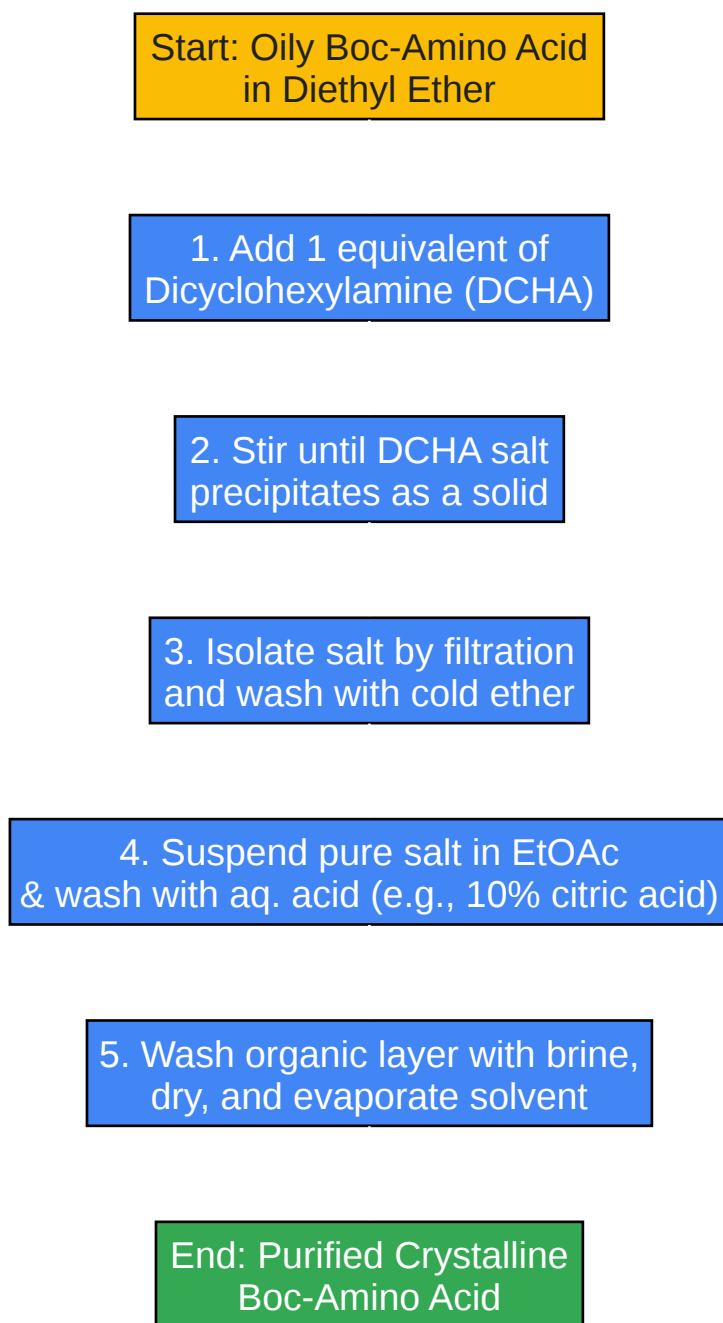 Start: Oily Boc-Amino Acid
in Diethyl Ether
1. Add 1 equivalent of
Dicyclohexylamine (DCHA)
2. Stir until DCHA salt
precipitates as a solid
3. Isolate salt by filtration
and wash with cold ether
4. Suspend pure salt in EtOAc
& wash with aq. acid (e.g., 10% citric acid)
5. Wash organic layer with brine,
dry, and evaporate solvent
End: Purified Crystalline
Boc-Amino Acid